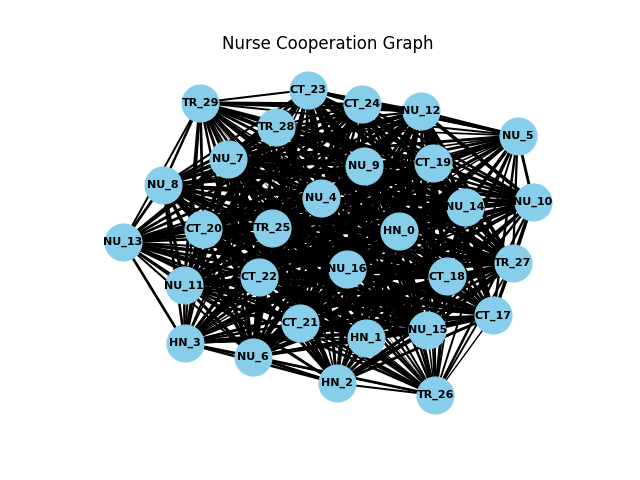 Nurse Cooperation Graph
CT_23
TR_29
CT_24
NU_12
TR_28
NU_5
NU_7
NU_9
CT_19
NU_8
NU_4
NU_14
NU_10
CT_20
TR_25
HN_0
NU_13
TR_27
NU_16
CT_22
CT_18
NU_11
CT_17
CT_21
NU_15
HN_1
HN_3
NU_6
HN_2
TR_26